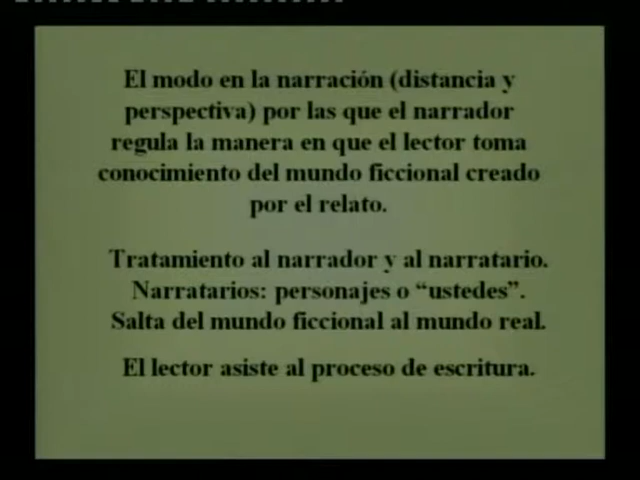 El modo en la narración (distancia y
perspectiva) por las que el narrador
regula la manera en que el lector toma
conocimiento del mundo ficcional creado
por el relato.
Tratamiento al narrador y al narratario.
Narratarios: personajes o “ustedes”.
Salta del mundo ficcional al mundo real.
El lector asiste al proceso de escritura.